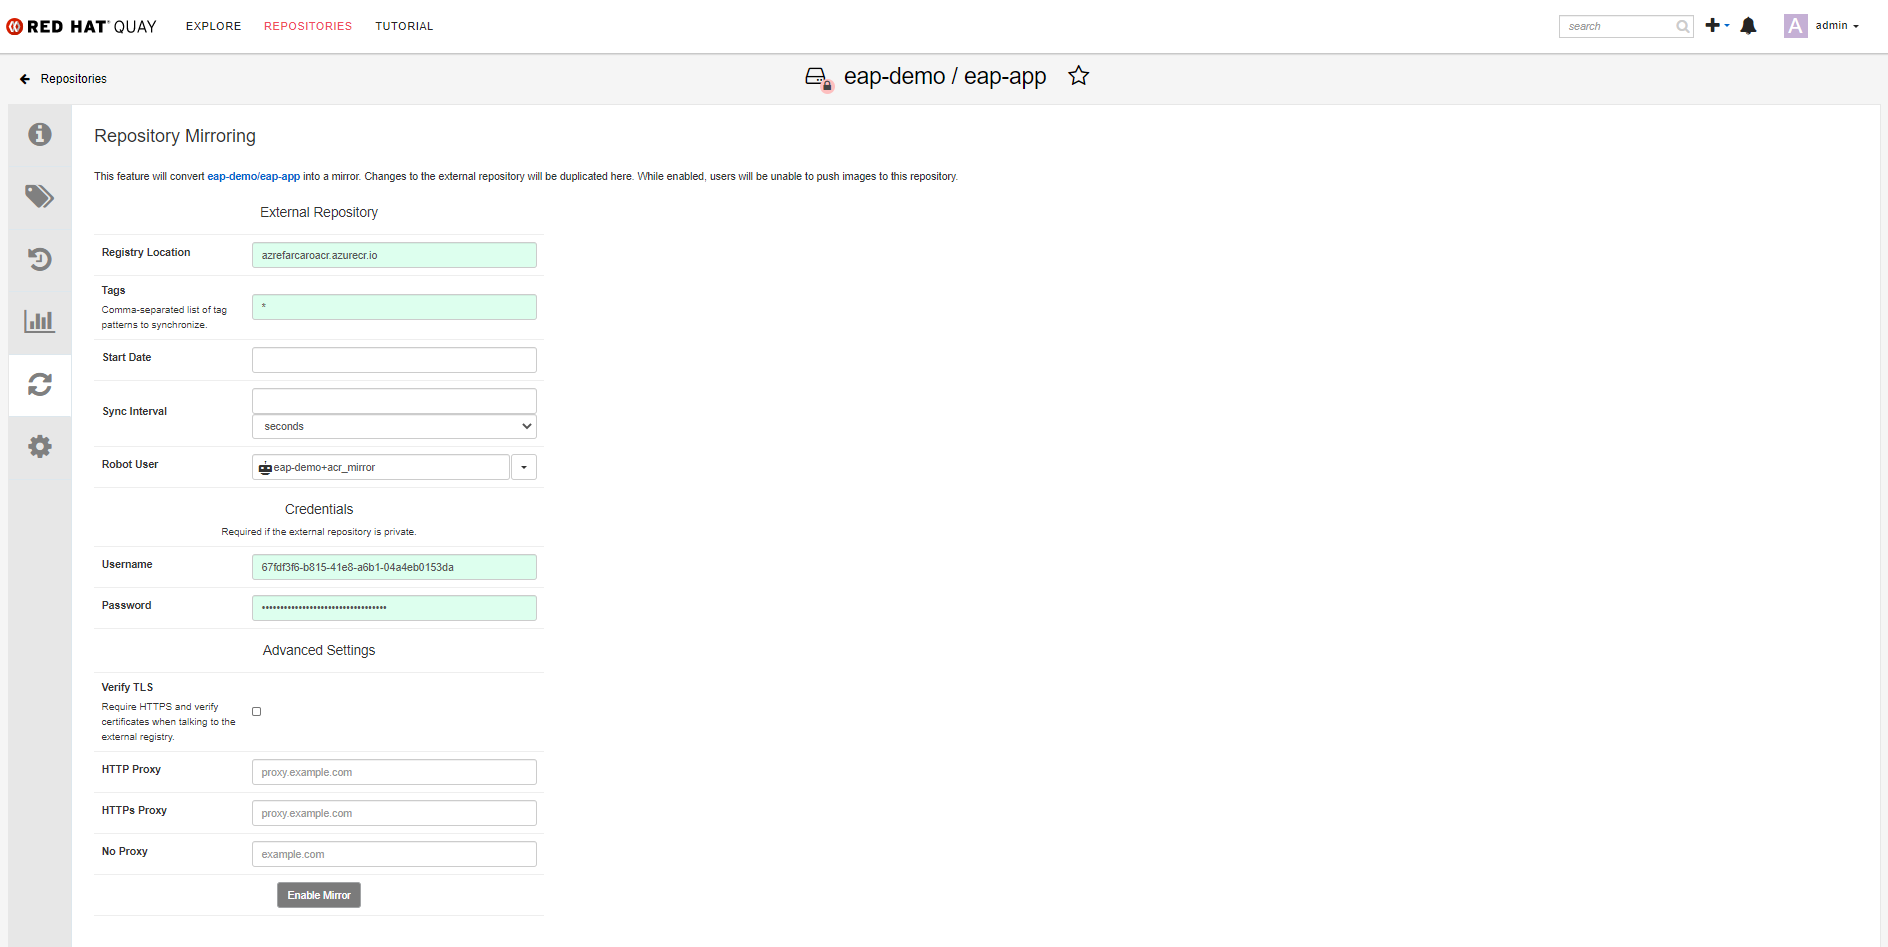 RED HAT QUAY EXPLORE REPOSITORIES TUTORIAL search A admin
Repositories eap-demo / eap-app
Repository Mirroring
This feature will convert eap-demo/eap-app into a mirror. Changes to the external repository will be duplicated here. While enabled, users will be unable to push images to this repository.
External Repository
Registry Location azrefarcaroacr.azurecr.io
Tags
Comma-separated list of tag
patterns to synchronize.
*
Start Date
Sync Interval
seconds
Robot User eap-demo+acr_mirror
Credentials
Required if the external repository is private.
Username 67fdf3f6-b815-41e8-a6b1-04a4eb0153da
Password ••••••••••••••••••••••••••••••••••
Advanced Settings
Verify TLS
Require HTTPS and verify
certificates when talking to the
external registry.
HTTP Proxy proxy.example.com
HTTPs Proxy proxy.example.com
No Proxy example.com
Enable Mirror